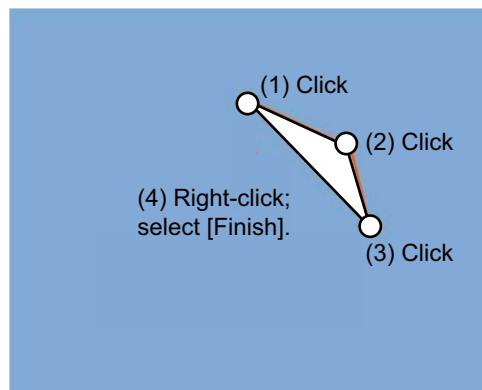 (1) Click
(2) Click
(4) Right-click;
select [Finish].
(3) Click